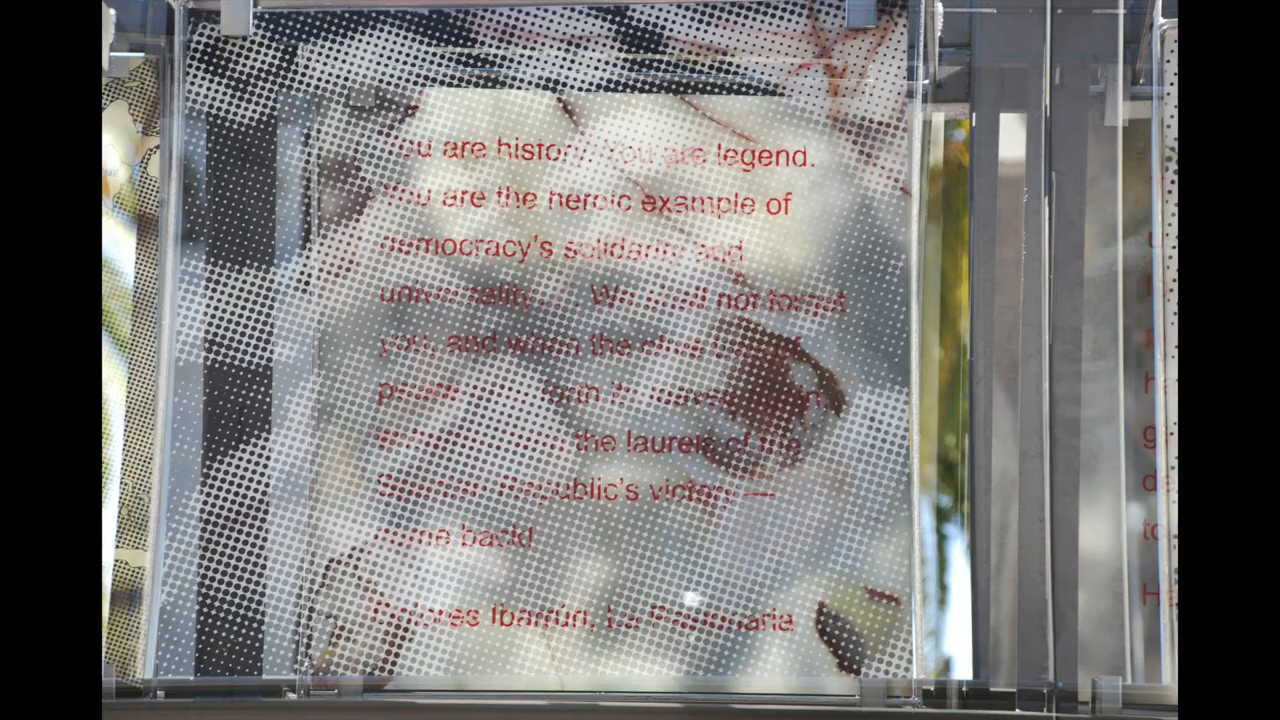 You are history. You are legend.
You are the heroic example of
democracy's solidarity and
universality... We shall not forget
you, and when the olive tree of
peace forth its leaves
the laurels of the
Spanish Republic's victory —
come back!
Dolores Ibarrúri, La Pasionaria